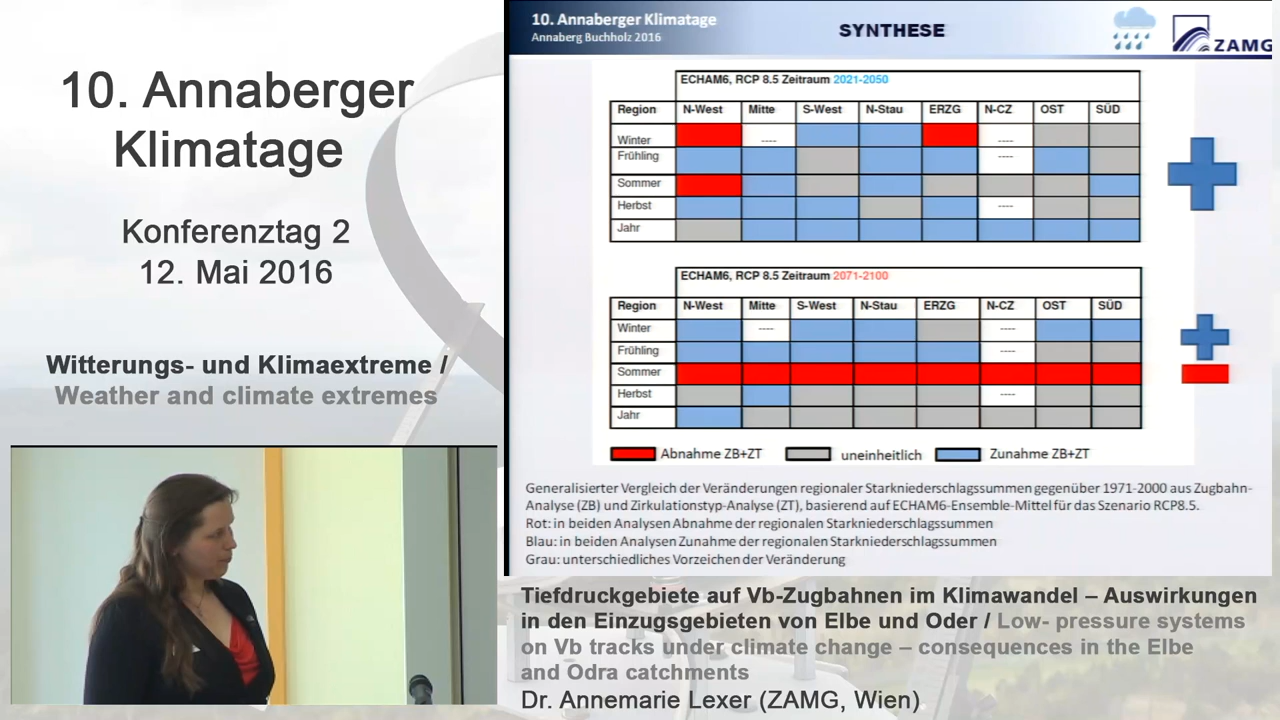 10. Annaberger
Klimatage
Konferenztag 2
12. Mai 2016
Witterungs- und Klimaextreme /
Weather and climate extremes
10. Annaberger Klimatage
Annaberg Buchholz 2016
SYNTHESE
ZAMG
ECHAM6, RCP 8.5 Zeitraum 2021-2050
Region N-West Mitte S-West N-Stau ERZG N-CZ OST SÜD
Winter ---- ----
Frühling ----
Sommer
Herbst ----
Jahr
ECHAM6, RCP 8.5 Zeitraum 2071-2100
Region N-West Mitte S-West N-Stau ERZG N-CZ OST SÜD
Winter ---- ----
Frühling ----
Sommer
Herbst ----
Jahr
Abnahme ZB+ZT uneinheitlich Zunahme ZB+ZT
Generalisierter Vergleich der Veränderungen regionaler Starkniederschlagssummen gegenüber 1971-2000 aus Zugbahn-
Analyse (ZB) und Zirkulationstyp-Analyse (ZT), basierend auf ECHAM6-Ensemble-Mittel für das Szenario RCP8.5.
Rot: in beiden Analysen Abnahme der regionalen Starkniederschlagssummen
Blau: in beiden Analysen Zunahme der regionalen Starkniederschlagssummen
Grau: unterschiedliches Vorzeichen der Veränderung
Tiefdruckgebiete auf Vb-Zugbahnen im Klimawandel – Auswirkungen
in den Einzugsgebieten von Elbe und Oder / Low- pressure systems
on Vb tracks under climate change – consequences in the Elbe
and Odra catchments
Dr. Annemarie Lexer (ZAMG, Wien)